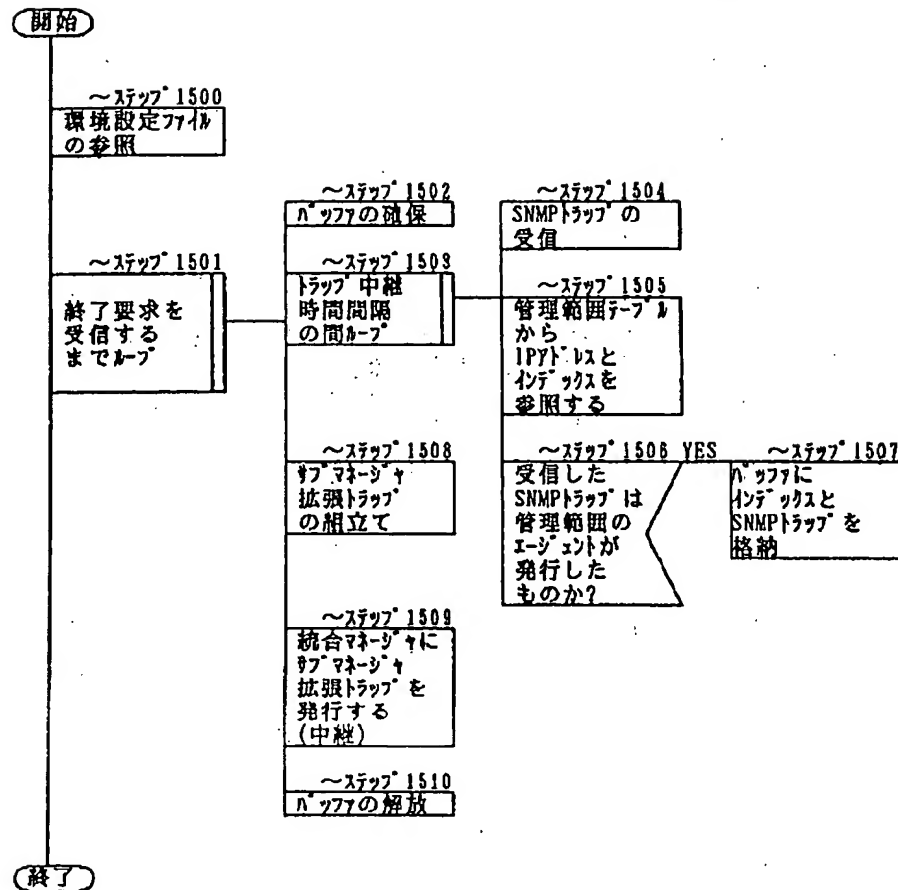 開始
～ステップ1500
環境設定ファイル
の参照
～ステップ1501
終了要求を
受信する
までループ
～ステップ1502
バッファの確保
～ステップ1503
トラップ中継
時間間隔
の間ループ
～ステップ1504
SNMPトラップの
受信
～ステップ1505
管理範囲テーブル
から
IPアドレスと
インデックスを
参照する
～ステップ1506 YES
受信した
SNMPトラップは
管理範囲の
エージェントが
発行した
ものか?
～ステップ1507
バッファに
インデックスと
SNMPトラップを
格納
～ステップ1508
サブマネージャ
拡張トラップ
の組立て
～ステップ1509
統合マネージャに
サブマネージャ
拡張トラップを
発行する
(中継)
～ステップ1510
バッファの解放
終了